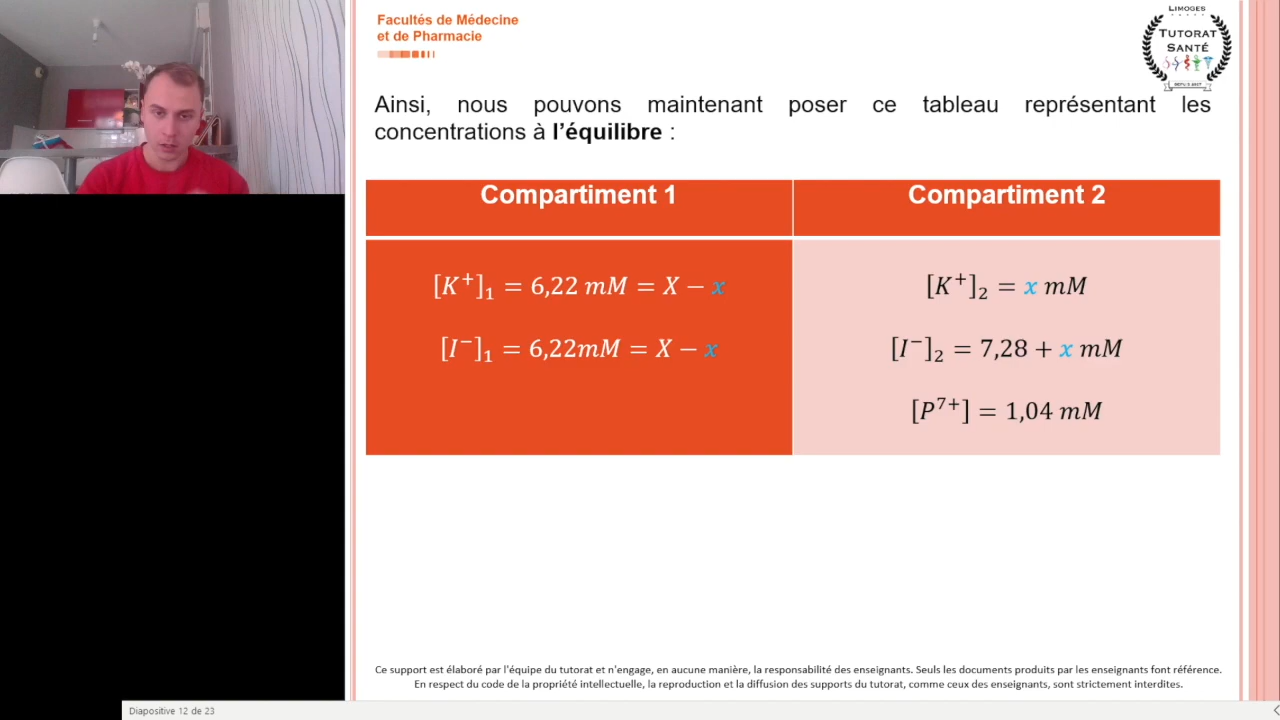 Facultés de Médecine
et de Pharmacie
LIMOGES
TUTORAT
SANTÉ
DEPUIS 2007
Ainsi, nous pouvons maintenant poser ce tableau représentant les
concentrations à l'équilibre :
Compartiment 1
Compartiment 2
[K⁺]₁ = 6,22 mM = X − x
[I⁻]₁ = 6,22mM = X − x
[K⁺]₂ = x mM
[I⁻]₂ = 7,28 + x mM
[P⁷⁺] = 1,04 mM
Ce support est élaboré par l'équipe du tutorat et n'engage, en aucune manière, la responsabilité des enseignants. Seuls les documents produits par les enseignants font référence.
En respect du code de la propriété intellectuelle, la reproduction et la diffusion des supports du tutorat, comme ceux des enseignants, sont strictement interdites.
Diapositive 12 de 23